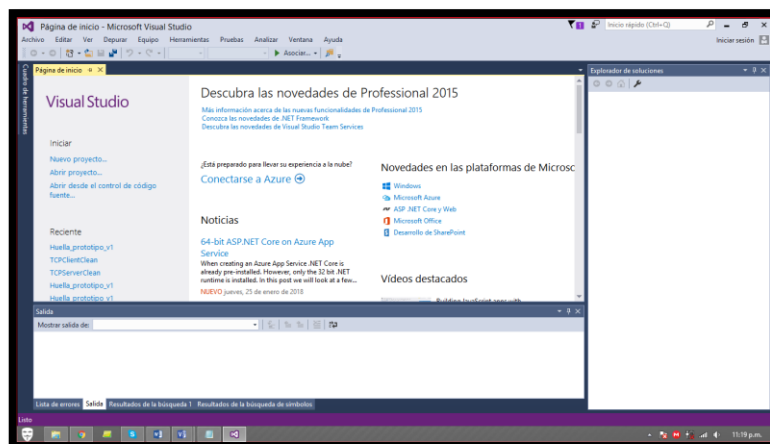 Página de inicio - Microsoft Visual Studio
Inicio rápido (Ctrl+Q)
Archivo Editar Ver Depurar Equipo Herramientas Pruebas Analizar Ventana Ayuda
Iniciar sesión
Asociar...
Cuadro de herramientas
Página de inicio
Explorador de soluciones
Visual Studio
Iniciar
Nuevo proyecto...
Abrir proyecto...
Abrir desde el control de código
fuente...
Reciente
Huella_prototipo_v1
TCPClientClean
TCPServerClean
Huella_prototipo_v1
Huella_prototipo_v1
Descubra las novedades de Professional 2015
Más información acerca de las nuevas funcionalidades de Professional 2015
Conozca las novedades de .NET Framework
Descubra las novedades de Visual Studio Team Services
¿Está preparado para llevar su experiencia a la nube?
Conectarse a Azure
Noticias
64-bit ASP.NET Core on Azure App
Service
When creating an Azure App Service .NET Core is
already pre-installed. However, only the 32 bit .NET
runtime is installed. In this post we will look at a few...
NUEVO jueves, 25 de enero de 2018
Novedades en las plataformas de Microsc
Windows
Microsoft Azure
ASP .NET Core y Web
Microsoft Office
Desarrollo de SharePoint
Vídeos destacados
Building JavaScript apps with
Salida
Mostrar salida de:
Lista de errores Salida Resultados de la búsqueda 1 Resultados de la búsqueda de símbolos
Listo
11:19 p.m.